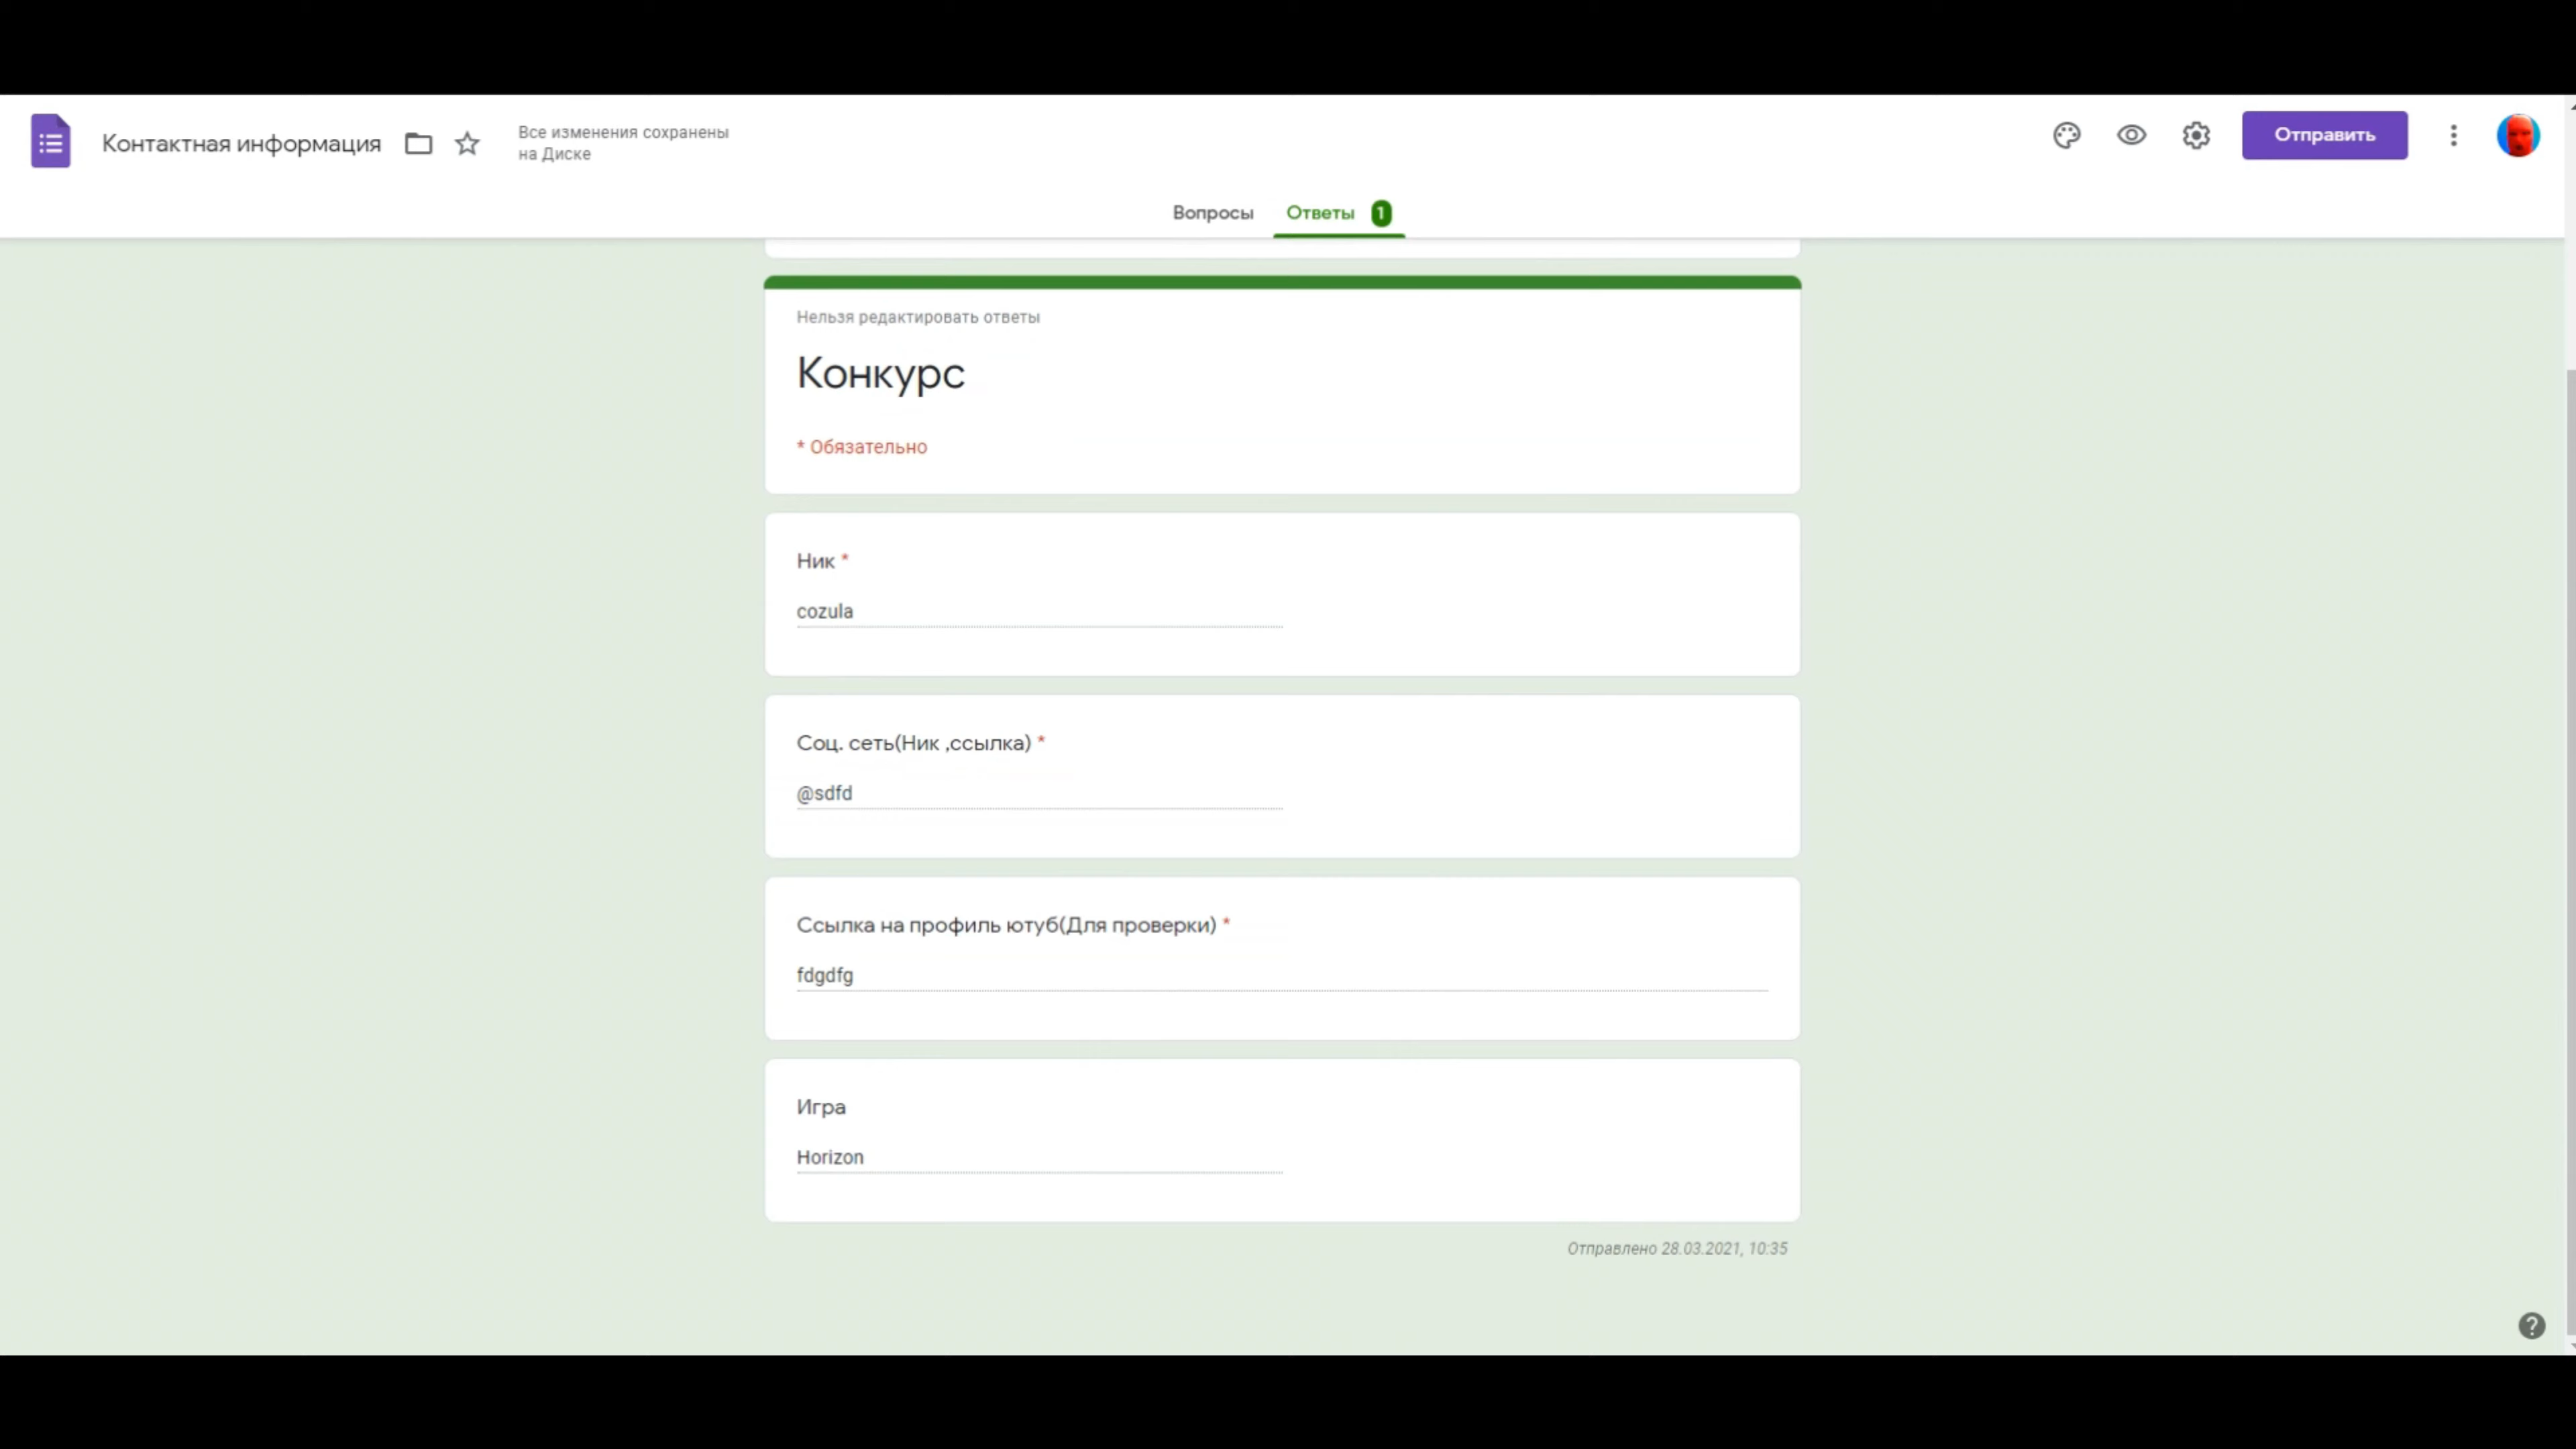 Контактная информация
Все изменения сохранены
на Диске
Отправить
Вопросы
Ответы 1
Нельзя редактировать ответы
Конкурс
* Обязательно
Ник *
cozula
Соц. сеть(Ник ,ссылка) *
@sdfd
Ссылка на профиль ютуб(Для проверки) *
fdgdfg
Игра
Horizon
Отправлено 28.03.2021, 10:35